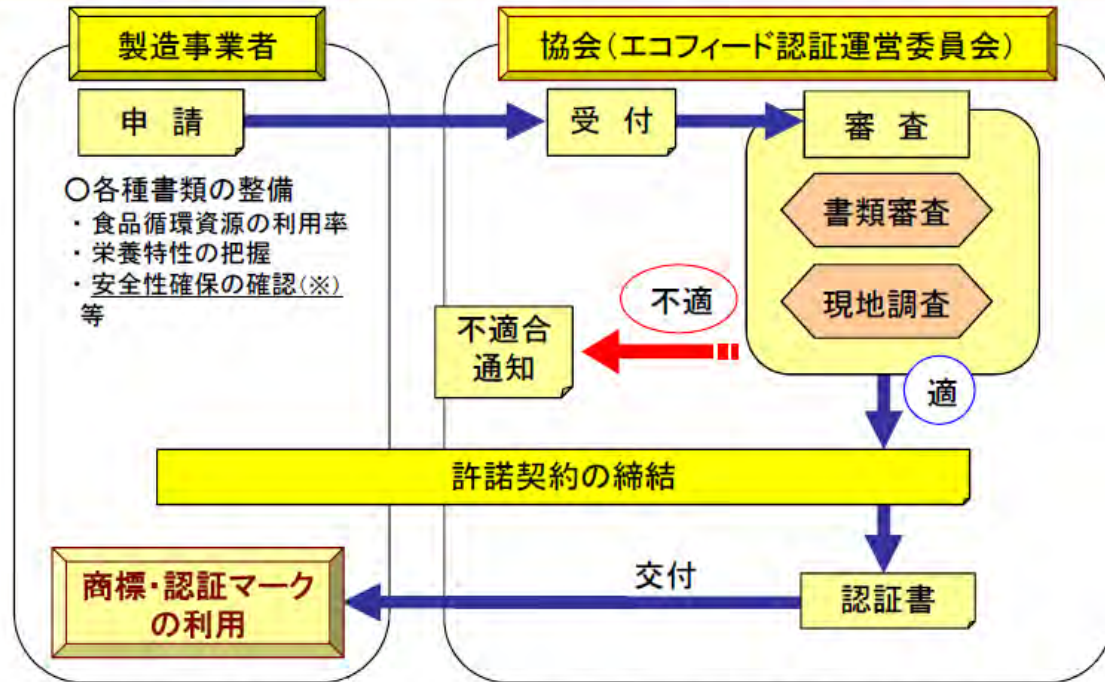 製造事業者
協会(エコフィード認証運営委員会)
申 請
受 付
審 査
〇各種書類の整備
・食品循環資源の利用率
・栄養特性の把握
・安全性確保の確認(※)
等
書類審査
現地調査
不適
不適合
通知
適
許諾契約の締結
商標・認証マーク
の利用
交付
認証書